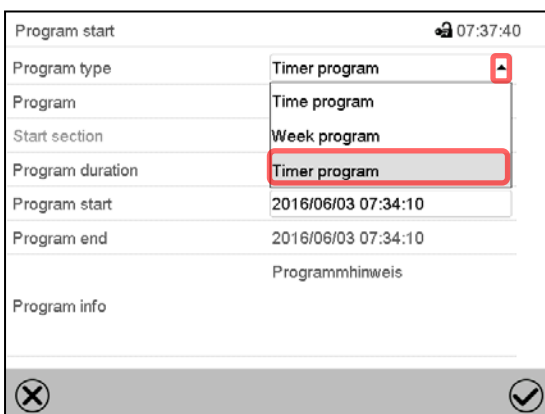 Program start 07:37:40
Program type Timer program
Program Time program
Start section Week program
Program duration Timer program
Program start 2016/06/03 07:34:10
Program end 2016/06/03 07:34:10
Programmhinweis
Program info